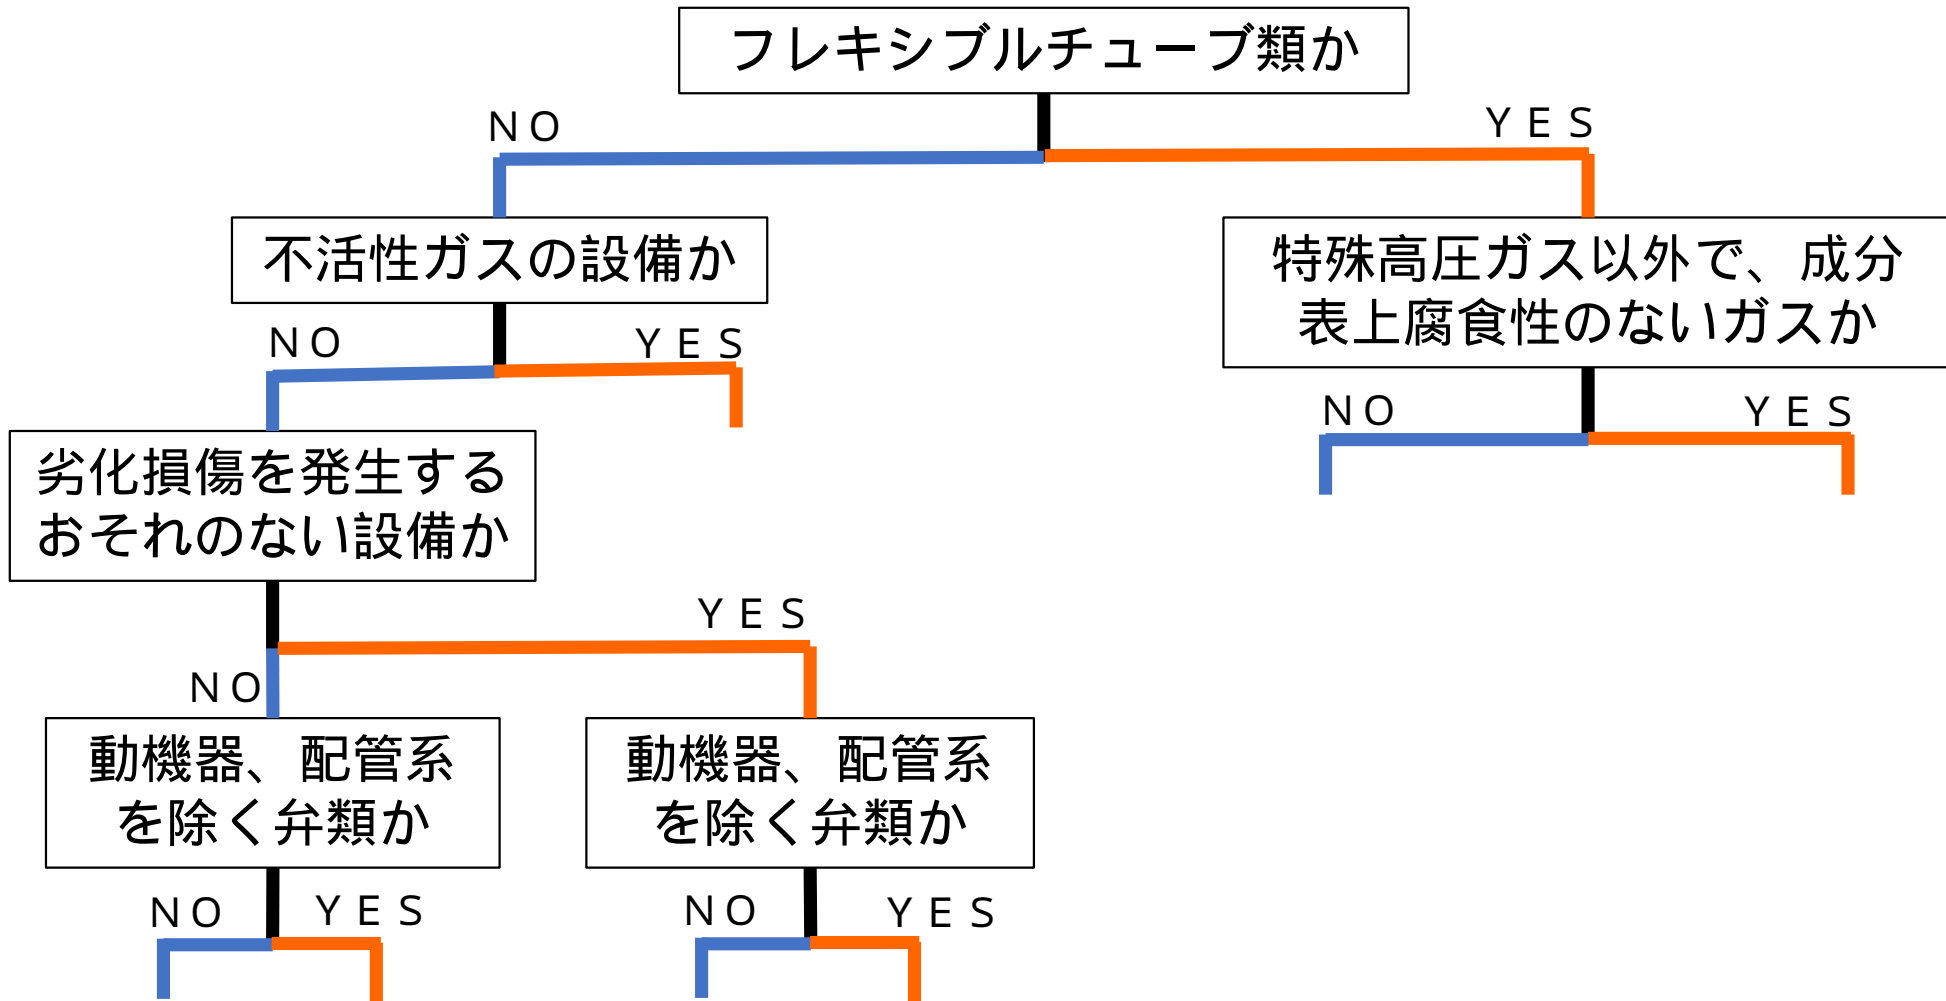 フレキシブルチューブ類か
NO
YES
不活性ガスの設備か
特殊高圧ガス以外で、成分
表上腐食性のないガスか
NO
YES
NO
YES
劣化損傷を発生する
おそれのない設備か
YES
NO
動機器、配管系
を除く弁類か
動機器、配管系
を除く弁類か
NO
YES
NO
YES